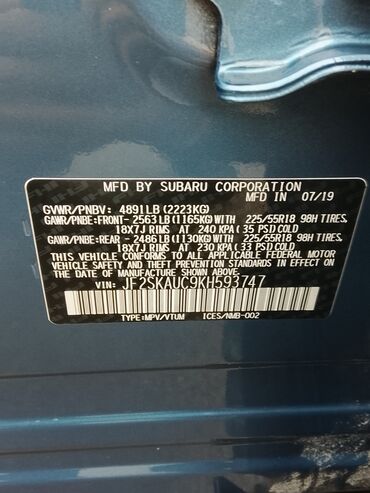 MFD BY SUBARU CORPORATION
MFD IN 07/19
GVWR/PNBV: 4891LB (2223KG)
GAWR/PNBE:FRONT- 2563LB (1165KG)WITH 225/55R18 98H TIRES,
18X7J RIMS, AT 240 KPA (35 PSI) COLD
GAWR/PNBE:REAR - 2486LB (1130KG)WITH 225/55R18 98H TIRES,
18X7J RIMS, AT 230 KPA (33 PSI) COLD
THIS VEHICLE CONFORMS TO ALL APPLICABLE FEDERAL MOTOR
VEHICLE SAFETY, BUMPER, AND THEFT PREVENTION
STANDARDS IN EFFECT ON THE DATE OF MANUFACTURE
SHOWN ABOVE.
VIN: JF2SKAUC9KH593747
TYPE:MPV/VTUM ICES/NMB-002